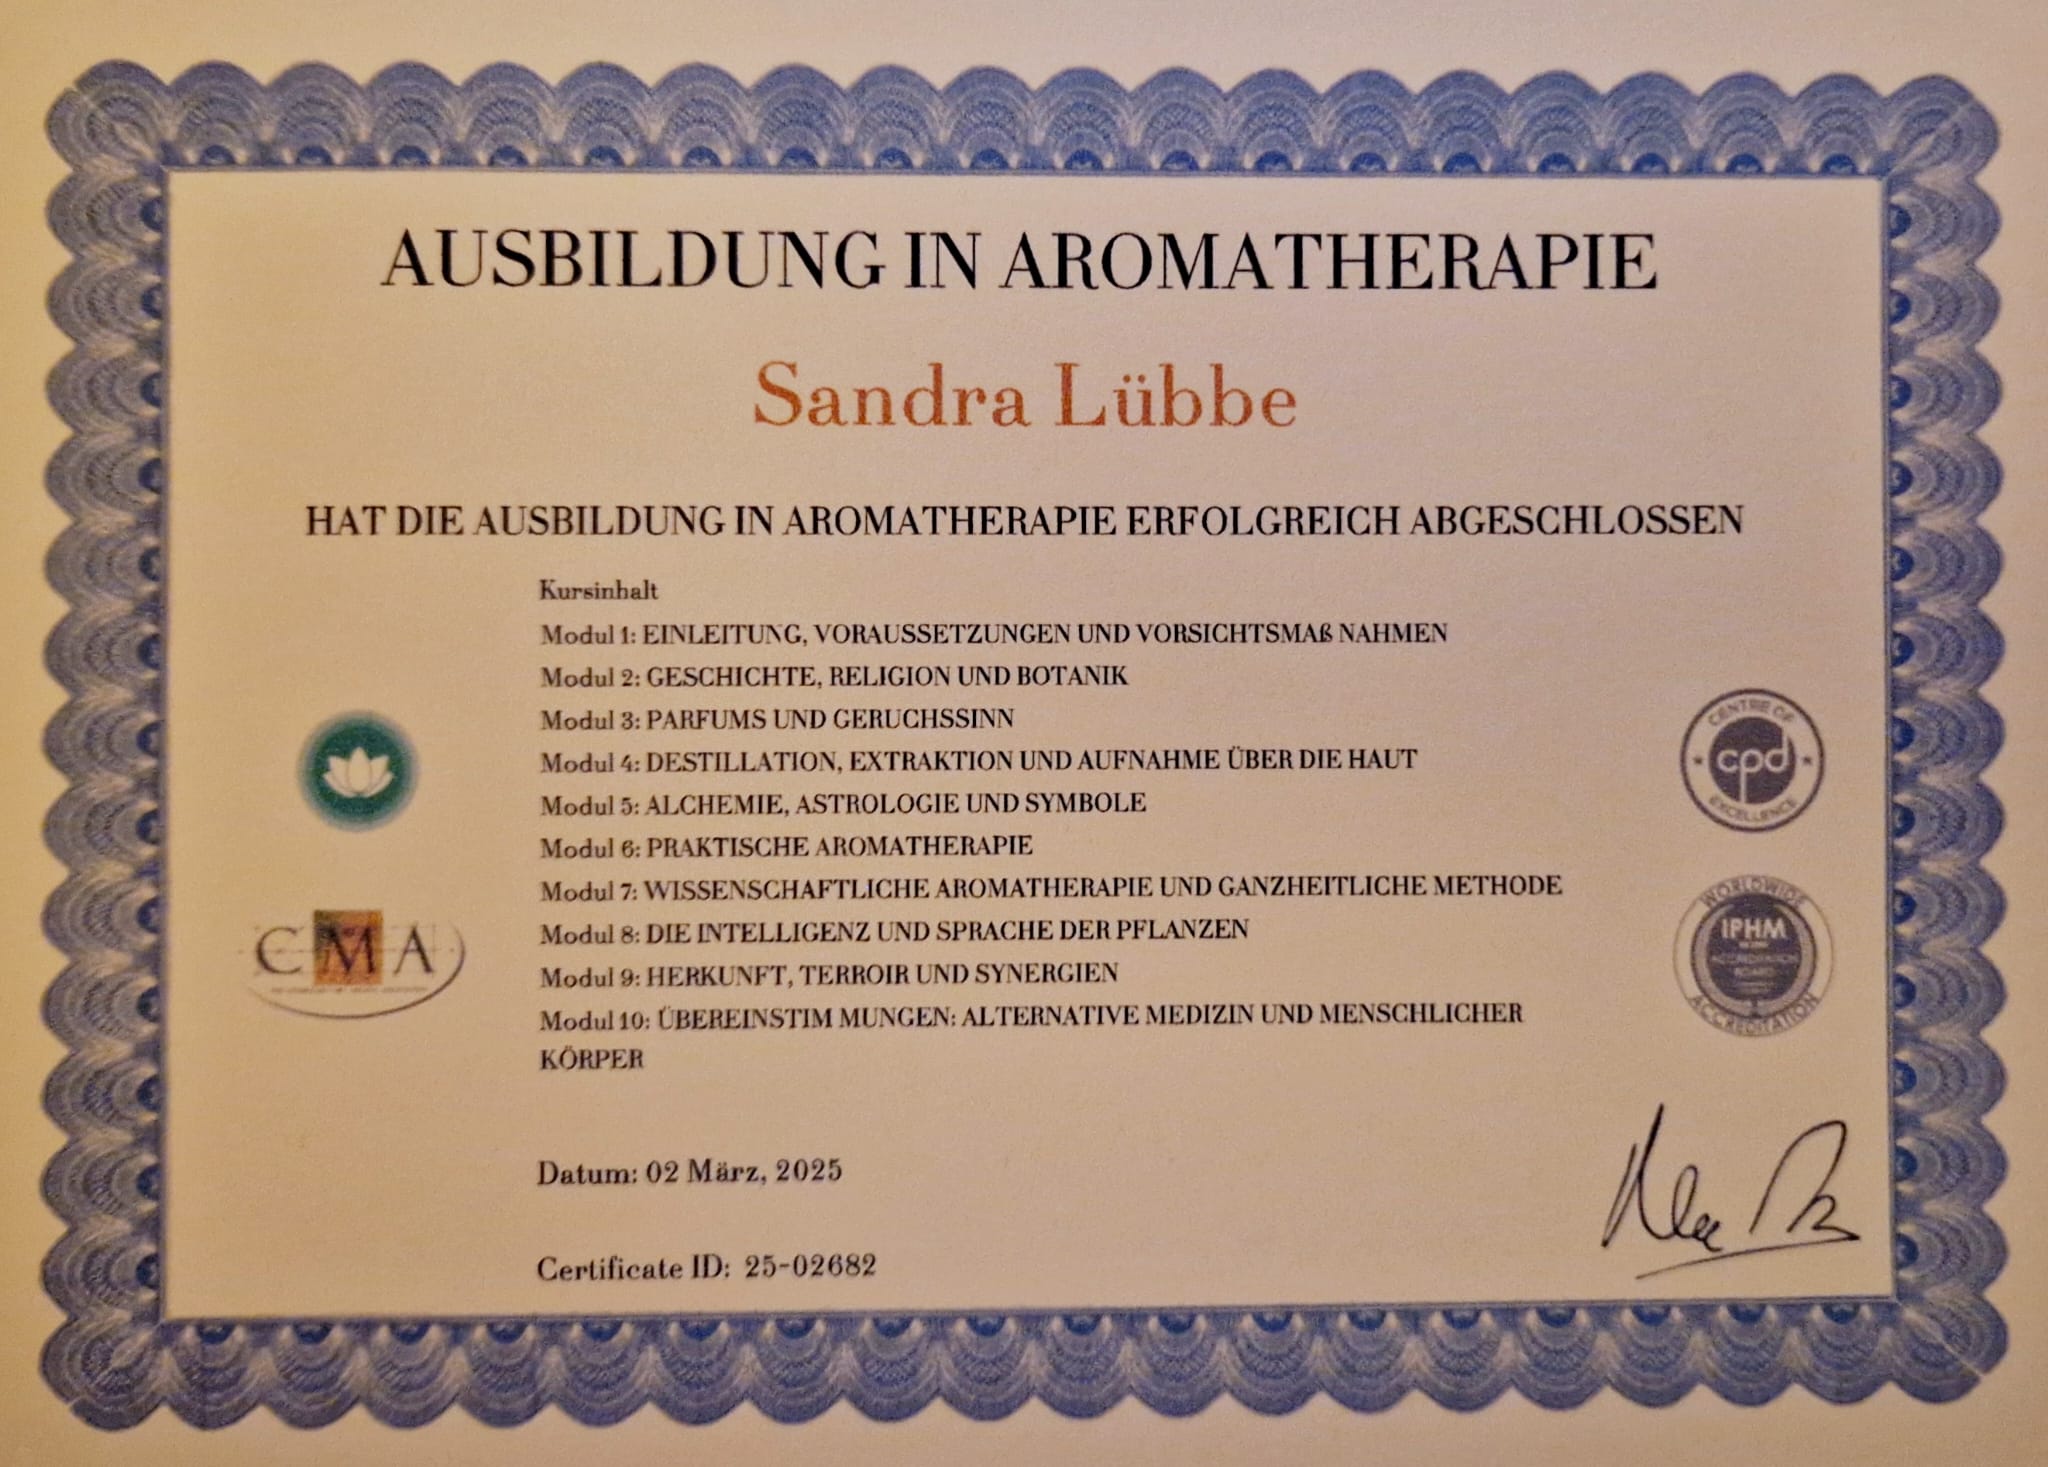 AUSBILDUNG IN AROMATHERAPIE
Sandra Lübbe
HAT DIE AUSBILDUNG IN AROMATHERAPIE ERFOLGREICH ABGESCHLOSSEN
Kursinhalt
Modul 1: EINLEITUNG, VORAUSSETZUNGEN UND VORSICHTSMAß NAHMEN
Modul 2: GESCHICHTE, RELIGION UND BOTANIK
Modul 3: PARFUMS UND GERUCHSSINN
Modul 4: DESTILLATION, EXTRAKTION UND AUFNAHME ÜBER DIE HAUT
Modul 5: ALCHEMIE, ASTROLOGIE UND SYMBOLE
Modul 6: PRAKTISCHE AROMATHERAPIE
Modul 7: WISSENSCHAFTLICHE AROMATHERAPIE UND GANZHEITLICHE METHODE
Modul 8: DIE INTELLIGENZ UND SPRACHE DER PFLANZEN
Modul 9: HERKUNFT, TERROIR UND SYNERGIEN
Modul 10: ÜBEREINSTIM MUNGEN: ALTERNATIVE MEDIZIN UND MENSCHLICHER
KÖRPER
CMA
CENTRE OF
cpd
EXCELLENCE
WORLDWIDE
IPHM
ACCREDITATION
BOARD
ACCREDITATION
Datum: 02 März, 2025
Certificate ID: 25-02682